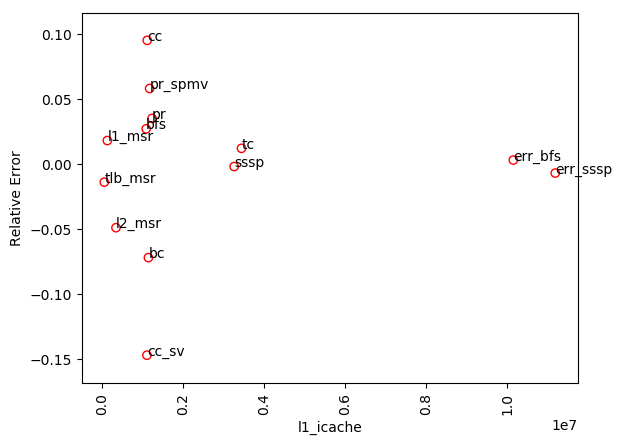 0.10
0.05
0.00
−0.05
−0.10
−0.15
Relative Error
cc
pr_spmv
pr
bfs
l1_msr
tc
sssp
err_bfs
err_sssp
tlb_msr
l2_msr
bc
cc_sv
0.0
0.2
0.4
0.6
0.8
1.0
1e7
l1_icache